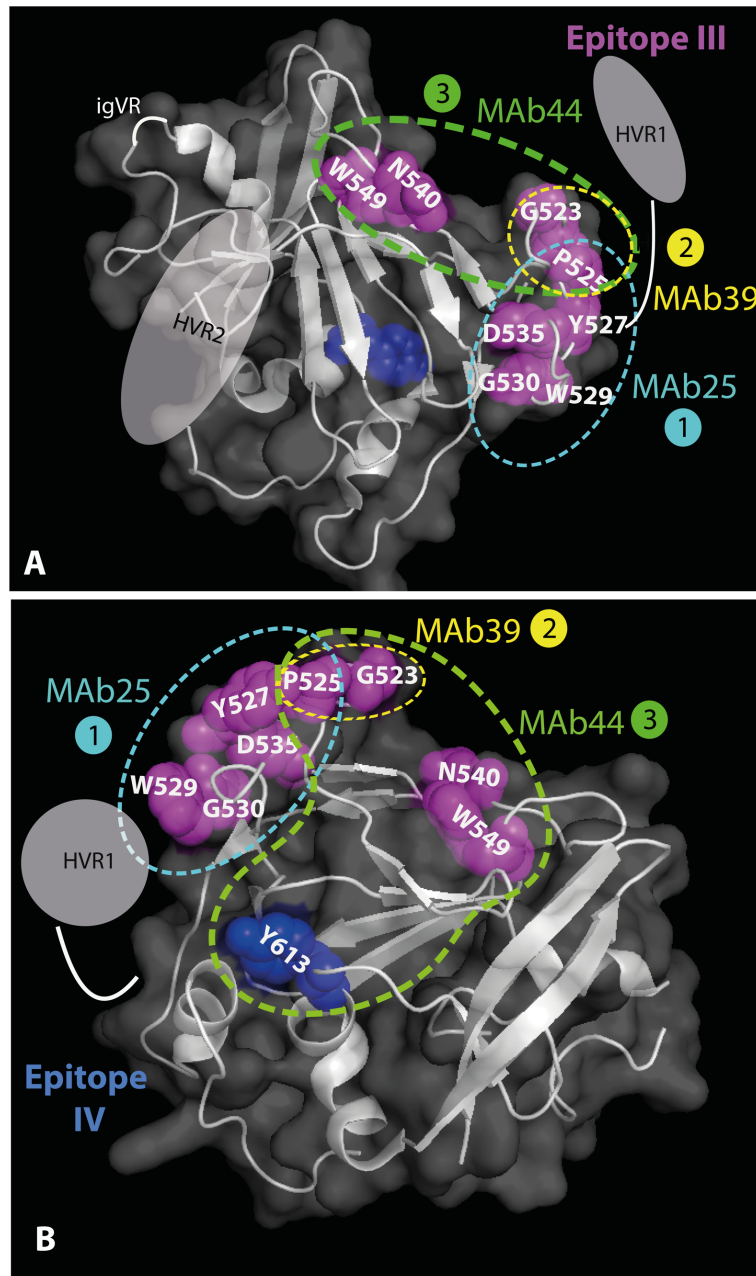 Epitope III
igVR
3 MAb44
HVR1
W549
N540
G523
2
MAb39
P525
HVR2
D535
Y527
G530
W529
MAb25
1
A
MAb39 2
MAb25
1
Y527
P525
G523
MAb44 3
D535
N540
W529
G530
W549
HVR1
Y613
Epitope
IV
B